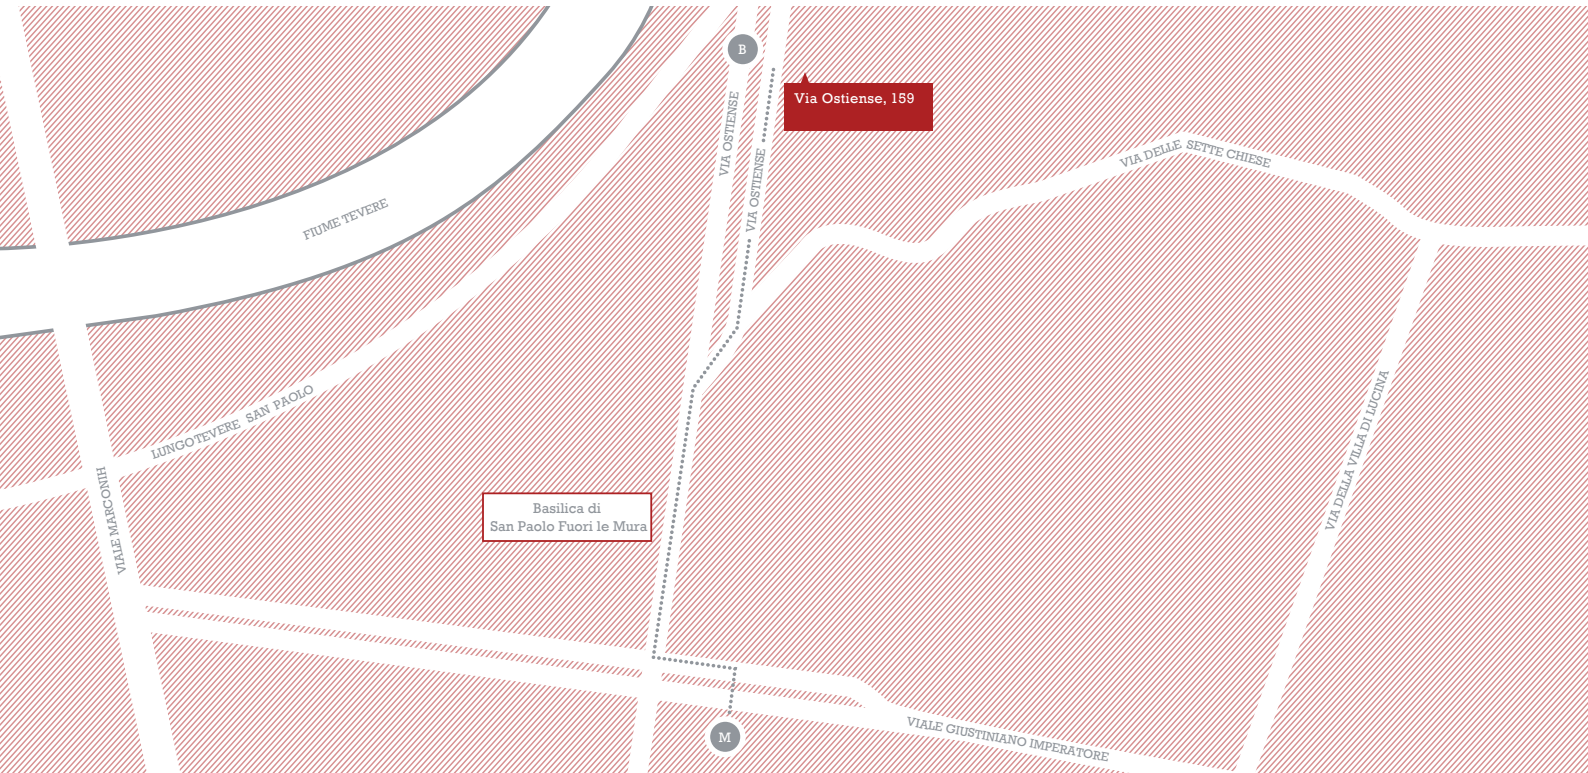 B
Via Ostiense, 159
VIA OSTIENSE
VIA OSTIENSE
VIA DELLE SETTE CHIESE
FIUME TEVERE
LUNGOTEVERE SAN PAOLO
VIALE MARCONIH
VIA DELLA VILLA DI LUCINA
Basilica di
San Paolo Fuori le Mura
M
VIALE GIUSTINIANO IMPERATORE